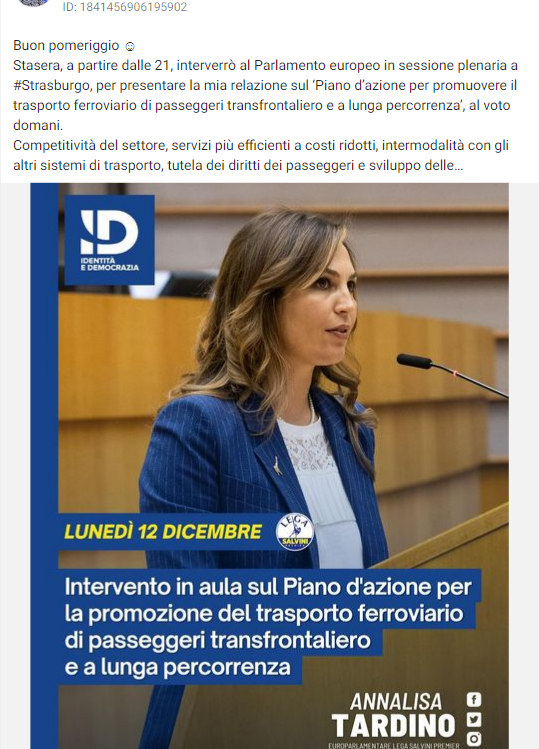 ID: 1841456906195902
Buon pomeriggio ☺
Stasera, a partire dalle 21, interverrò al Parlamento europeo in sessione plenaria a
#Strasburgo, per presentare la mia relazione sul ‘Piano d’azione per promuovere il
trasporto ferroviario di passeggeri transfrontaliero e a lunga percorrenza’, al voto
domani.
Competitività del settore, servizi più efficienti a costi ridotti, intermodalità con gli
altri sistemi di trasporto, tutela dei diritti dei passeggeri e sviluppo delle...
ID
IDENTITÀ
E DEMOCRAZIA
LUNEDÌ 12 DICEMBRE
LEGA
SALVINI
Intervento in aula sul Piano d'azione per
la promozione del trasporto ferroviario
di passeggeri transfrontaliero
e a lunga percorrenza
ANNALISA
TARDINO
EUROPARLAMENTARE LEGA SALVINI PREMIER